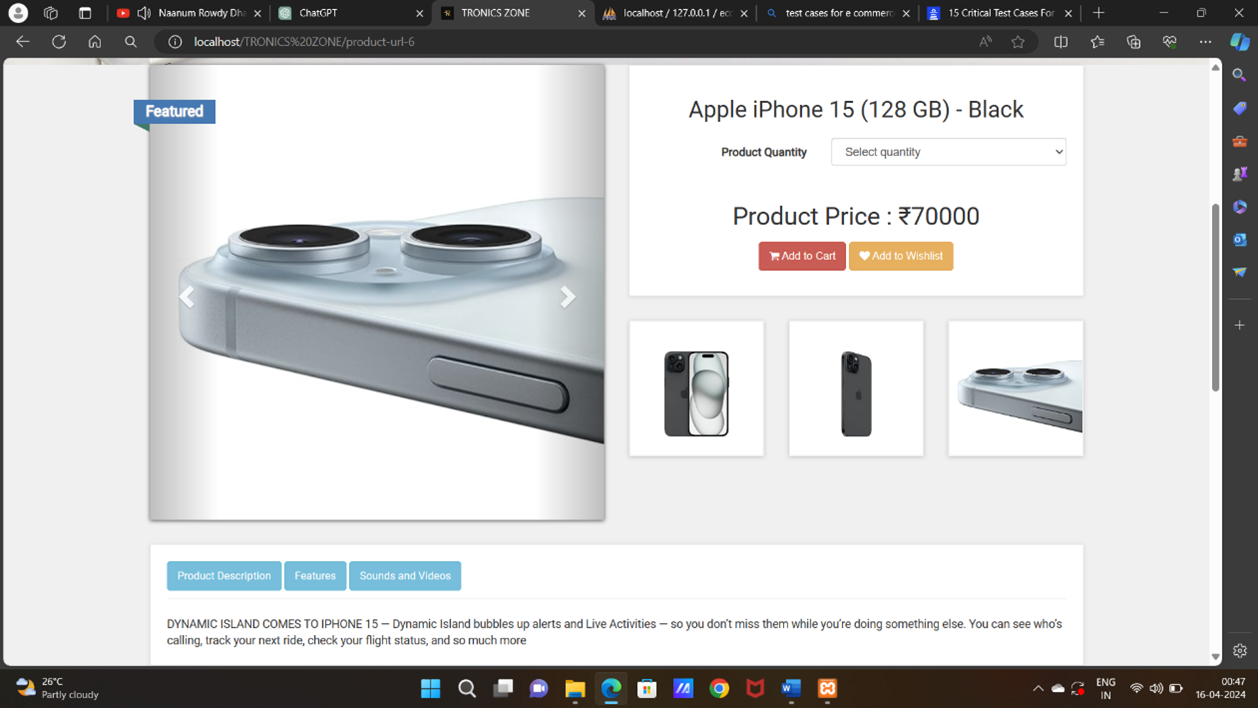 Naanum Rowdy Dha
ChatGPT
TRONICS ZONE
localhost / 127.0.0.1 / ec
test cases for e commerc
15 Critical Test Cases For
localhost/TRONICS%20ZONE/product-url-6
Featured
Apple iPhone 15 (128 GB) - Black
Product Quantity Select quantity
Product Price : ₹70000
Add to Cart Add to Wishlist
Product Description Features Sounds and Videos
DYNAMIC ISLAND COMES TO IPHONE 15 — Dynamic Island bubbles up alerts and Live Activities — so you don't miss them while you're doing something else. You can see who's
calling, track your next ride, check your flight status, and so much more
26°C
Partly cloudy
ENG
IN
00:47
16-04-2024